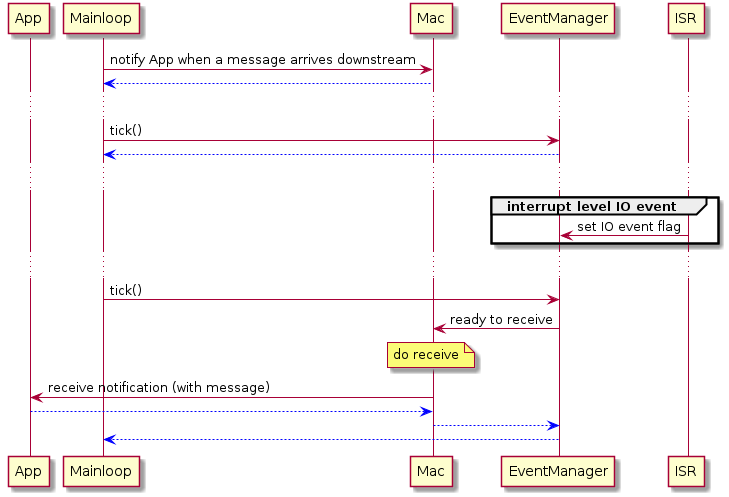 App Mainloop Mac EventManager ISR
notify App when a message arrives downstream
tick()
interrupt level IO event
set IO event flag
tick()
ready to receive
do receive
receive notification (with message)
App Mainloop Mac EventManager ISR